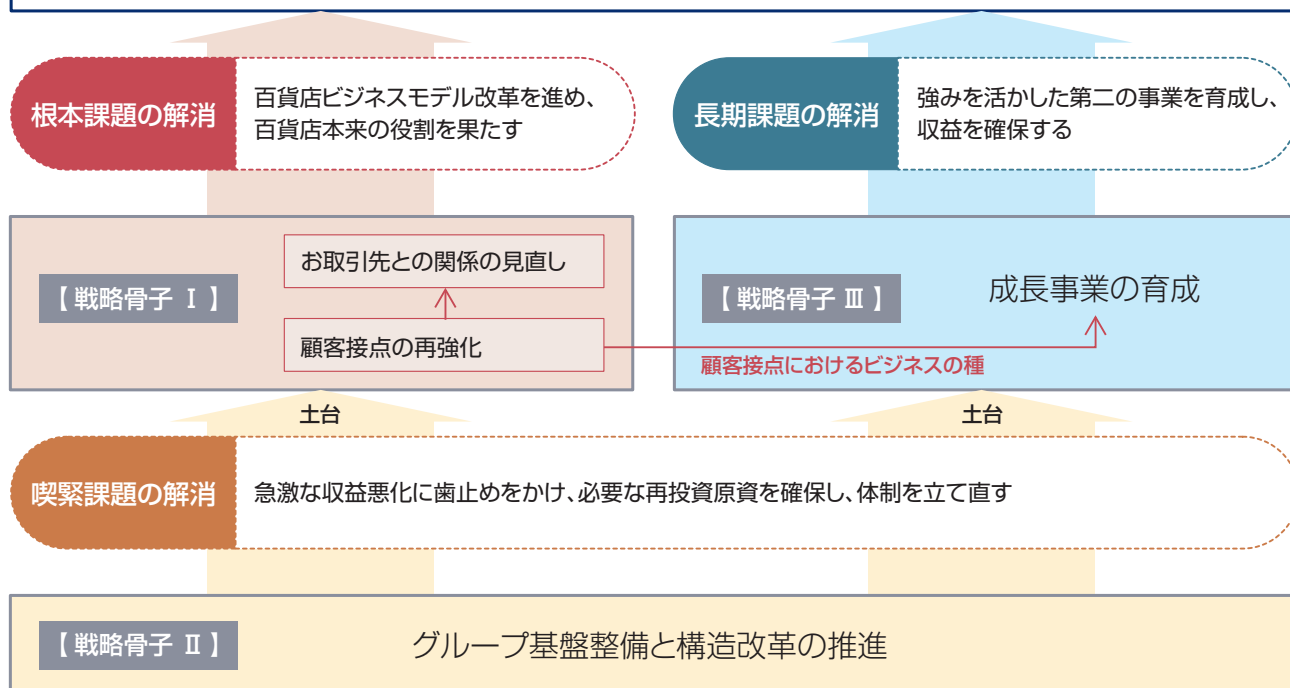 根本課題の解消
百貨店ビジネスモデル改革を進め、
百貨店本来の役割を果たす
長期課題の解消
強みを活かした第二の事業を育成し、
収益を確保する
【 戦略骨子 Ⅰ 】
お取引先との関係の見直し
顧客接点の再強化
【 戦略骨子 Ⅲ 】
成長事業の育成
顧客接点におけるビジネスの種
土台
土台
喫緊課題の解消
急激な収益悪化に歯止めをかけ、必要な再投資原資を確保し、体制を立て直す
【 戦略骨子 Ⅱ 】
グループ基盤整備と構造改革の推進